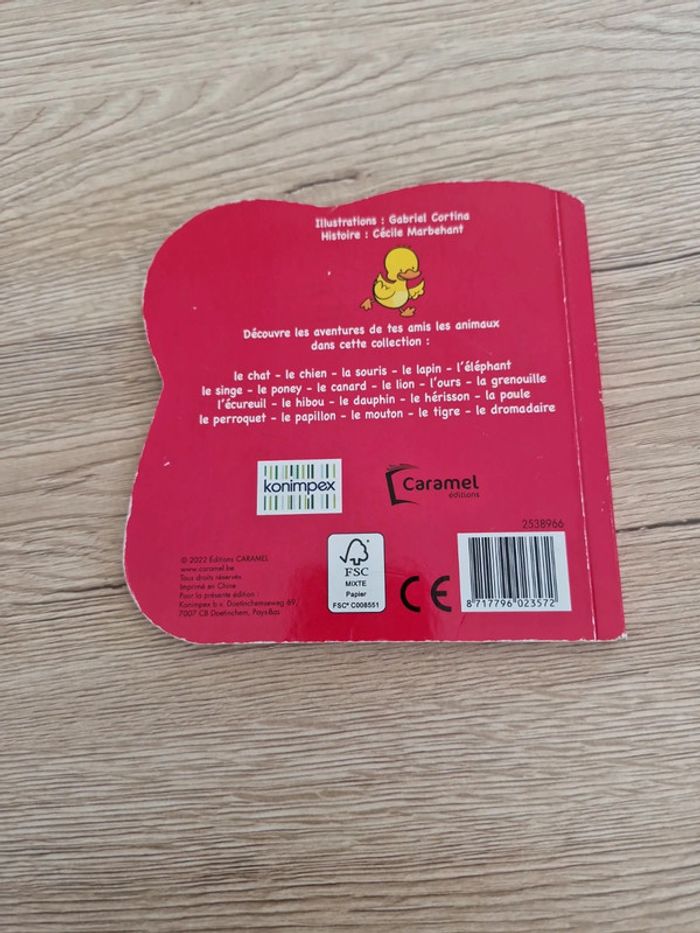 Illustrations : Gabriel Cortina
Histoire : Cécile Marbehant
Découvre les aventures de tes amis les animaux
dans cette collection :
le chat - le chien - la souris - le lapin - l'éléphant
le singe - le poney - le canard - le lion - l'ours - la grenouille
l'écureuil - le hibou - le dauphin - le hérisson - la poule
le perroquet - le papillon - le mouton - le tigre - le dromadaire
konimpex
Caramel
éditions
2538966
© 2022 Éditions CARAMEL
www.caramel.be
Tous droits réservés
Imprimé en Chine
Pour la présente édition :
Konimpex b.v. Doetinchemseweg 69,
7007 CB Doetinchem, Pays-Bas
FSC
MIXTE
Papier
FSC® C008551
CE
8 717796 023572